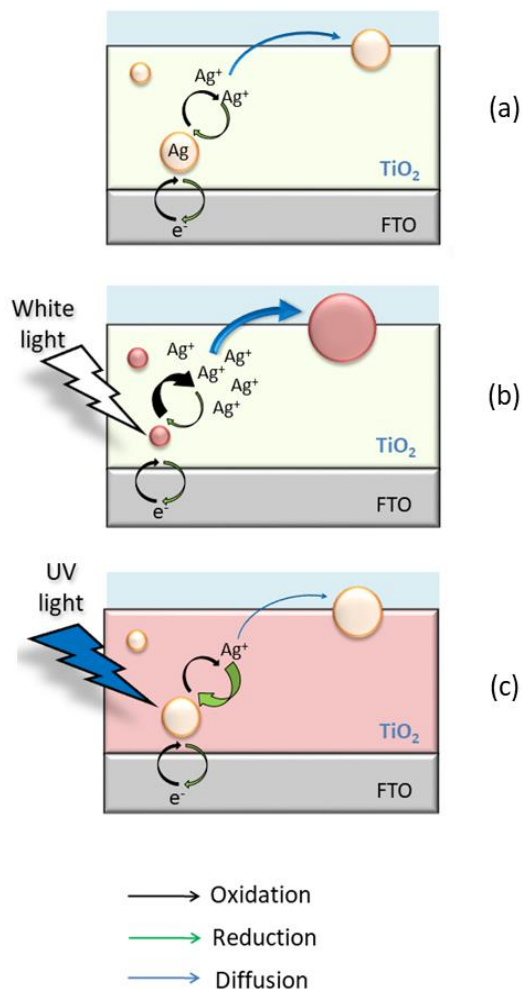 Ag⁺
Ag⁺
Ag
TiO₂
e⁻
FTO
(a)
White
light
Ag⁺
Ag⁺
Ag⁺
Ag⁺
Ag⁺
TiO₂
e⁻
FTO
(b)
UV
light
Ag⁺
TiO₂
e⁻
FTO
(c)
Oxidation
Reduction
Diffusion